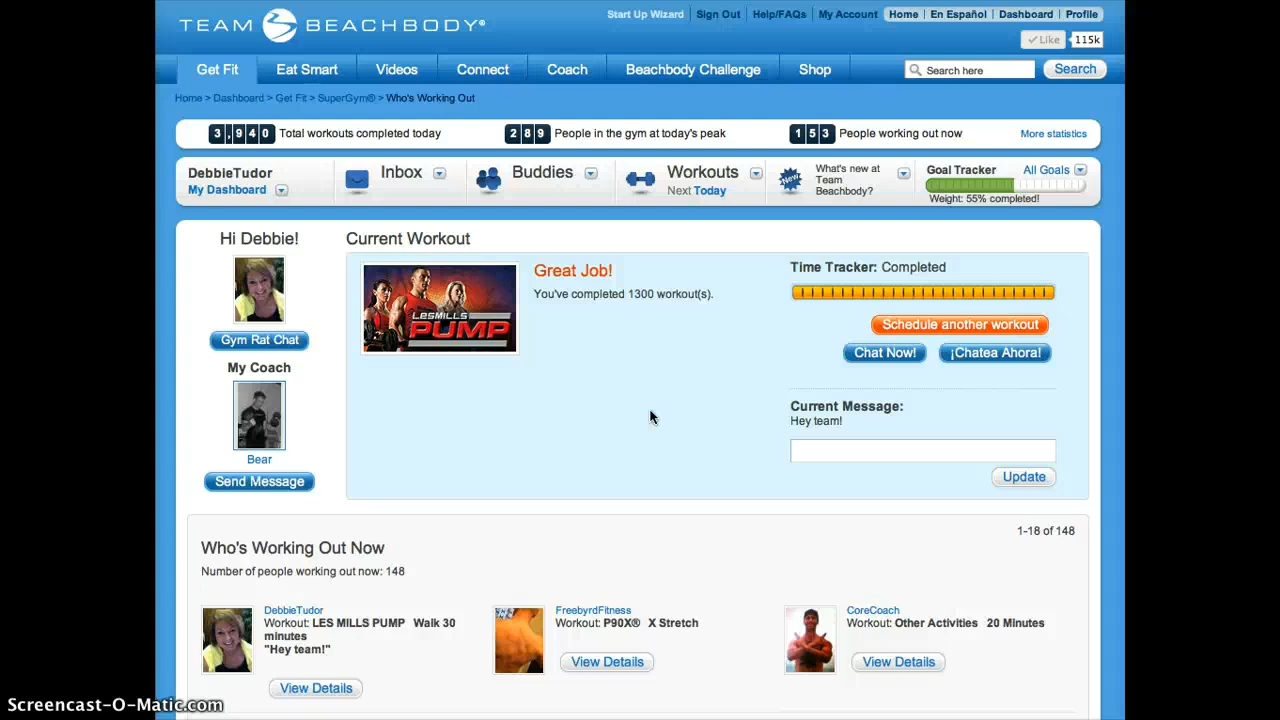 TEAM BEACHBODY®
Start Up Wizard Sign Out Help/FAQs My Account Home En Español Dashboard Profile
Like 115k
Get Fit Eat Smart Videos Connect Coach Beachbody Challenge Shop Search here Search
Home > Dashboard > Get Fit > SuperGym® > Who's Working Out
3,940 Total workouts completed today 289 People in the gym at today's peak 153 People working out now More statistics
DebbieTudor
My Dashboard
Inbox
Buddies
Workouts
Next Today
New
What's new at
Team
Beachbody?
Goal Tracker All Goals
Weight: 55% completed!
Hi Debbie!
Gym Rat Chat
My Coach
Bear
Send Message
Current Workout
LESMILLS
PUMP
Great Job!
You've completed 1300 workout(s).
Time Tracker: Completed
Schedule another workout
Chat Now! ¡Chatea Ahora!
Current Message:
Hey team!
Update
1-18 of 148
Who's Working Out Now
Number of people working out now: 148
DebbieTudor
Workout: LES MILLS PUMP Walk 30
minutes
"Hey team!"
View Details
FreebyrdFitness
Workout: P90X® X Stretch
View Details
CoreCoach
Workout: Other Activities 20 Minutes
View Details
Screencast-O-Matic.com